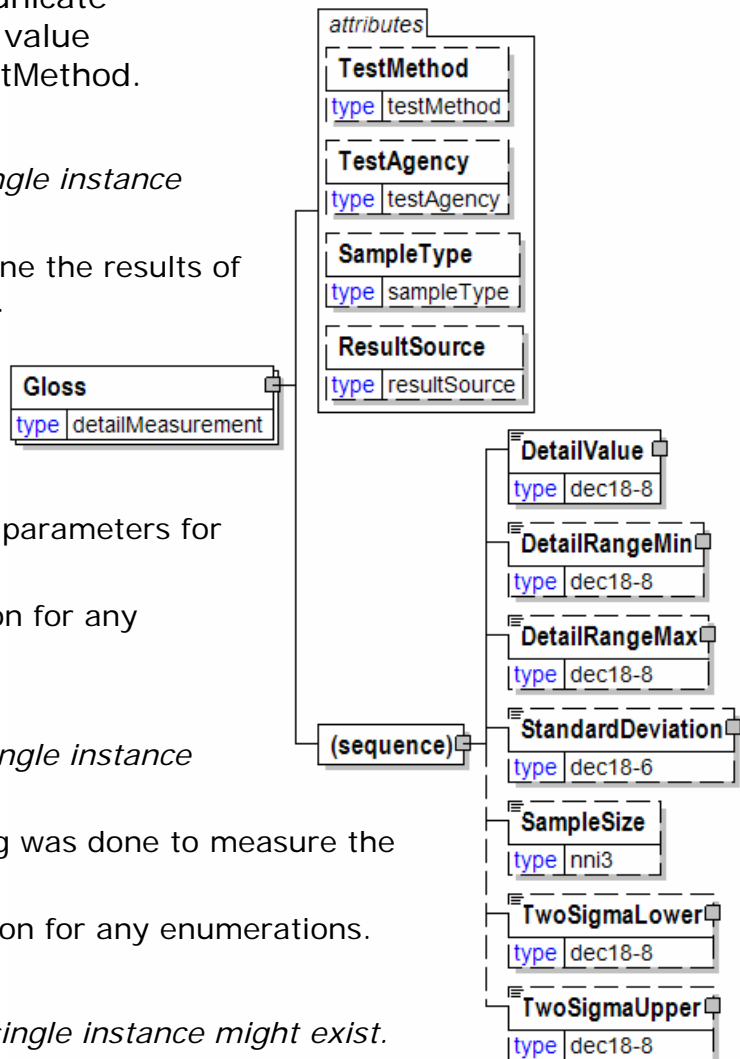 unicate
value
tMethod.
ngle instance
ne the results of
.
parameters for
on for any
ngle instance
g was done to measure the
on for any enumerations.
single instance might exist.
attributes
TestMethod
type testMethod
TestAgency
type testAgency
SampleType
type sampleType
ResultSource
type resultSource
Gloss
type detailMeasurement
(sequence)
DetailValue
type dec18-8
DetailRangeMin
type dec18-8
DetailRangeMax
type dec18-8
StandardDeviation
type dec18-6
SampleSize
type nni3
TwoSigmaLower
type dec18-8
TwoSigmaUpper
type dec18-8